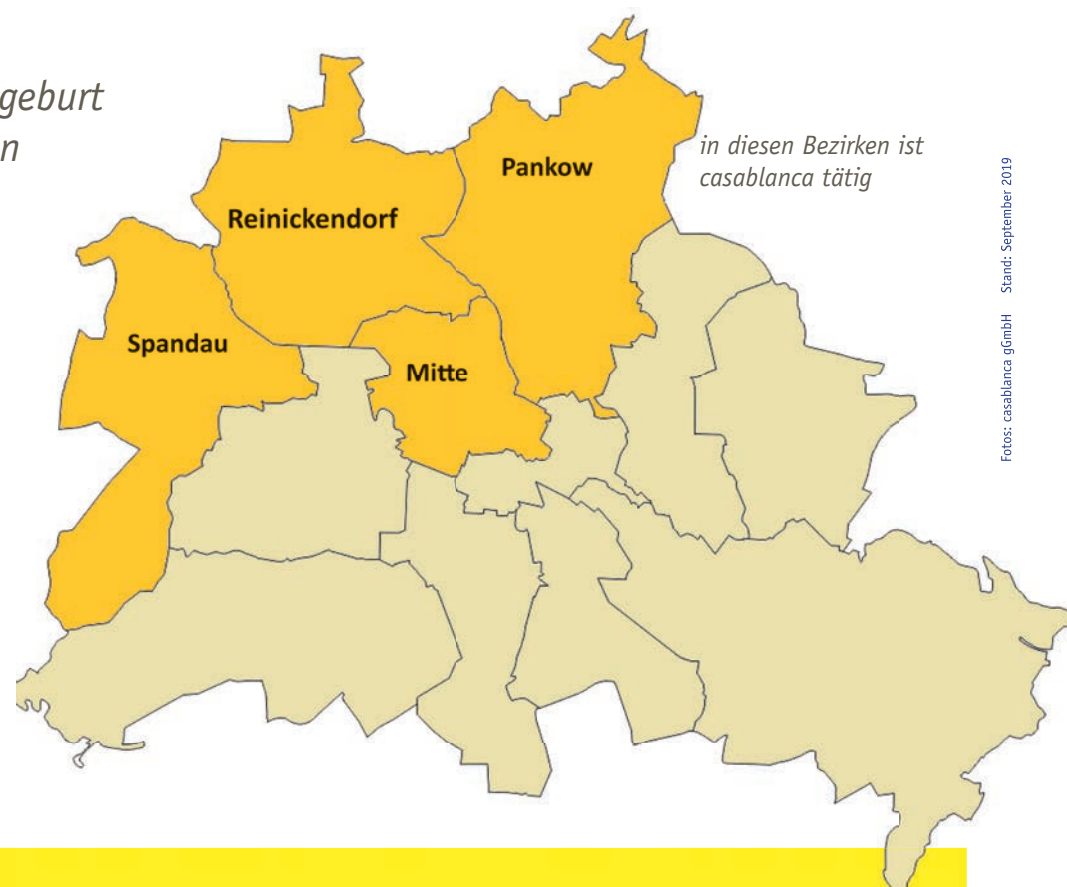 geburt
n
in diesen Bezirken ist
casablanca tätig
Pankow
Reinickendorf
Spandau
Mitte
Fotos: casablanca gGmbH Stand: September 2019